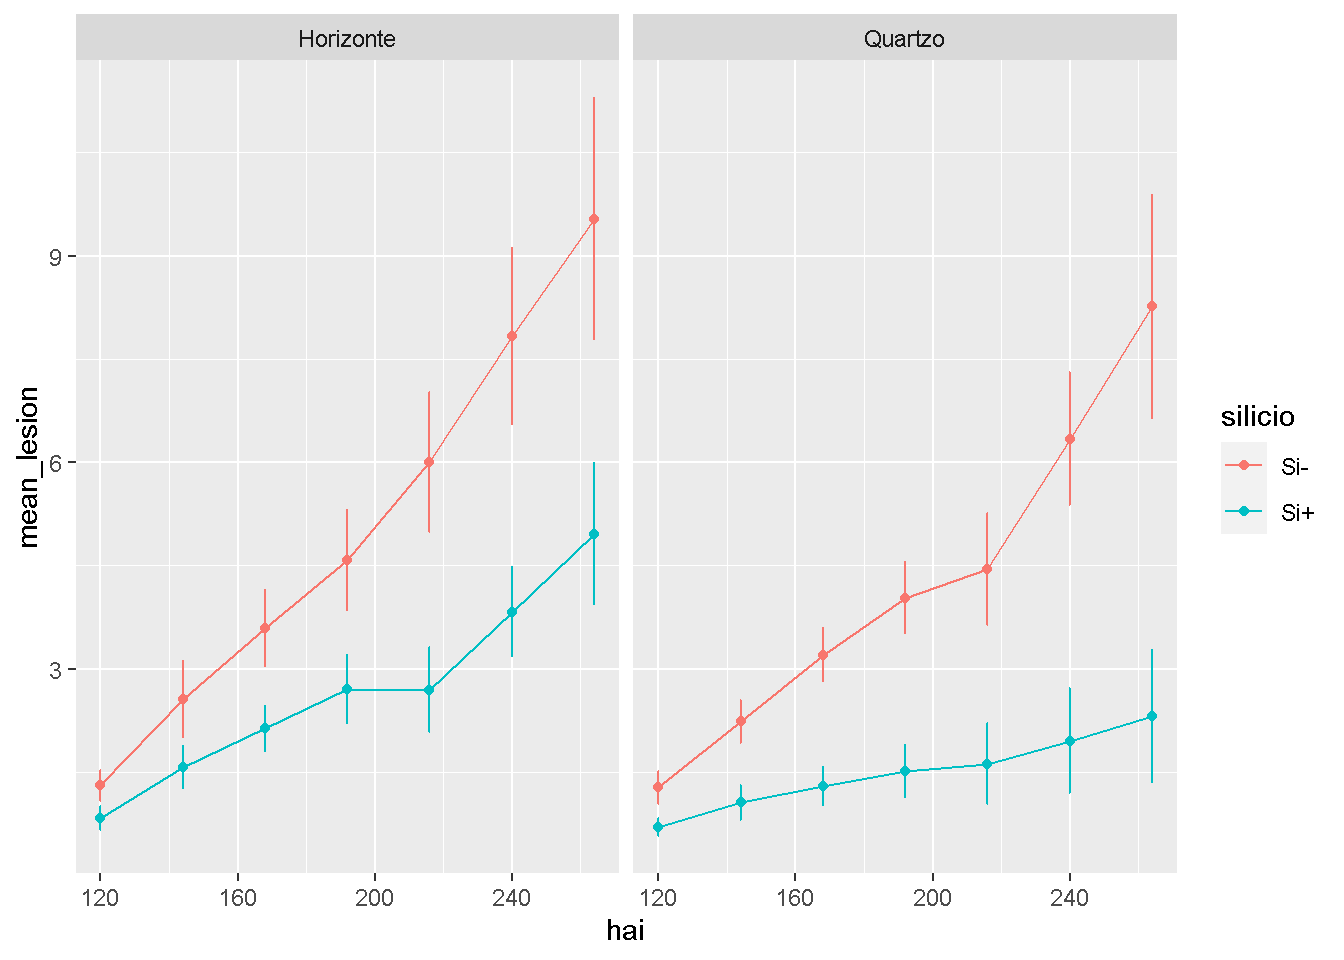 Horizonte
Quartzo
9
6
3
mean_lesion
120 160 200 240
120 160 200 240
hai
silicio
Si-
Si+